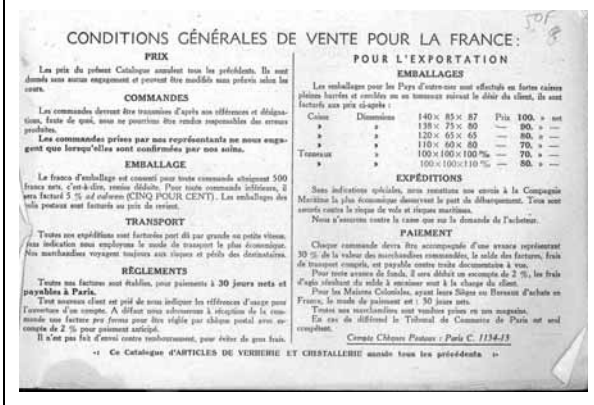 50F
CONDITIONS GÉNÉRALES DE VENTE POUR LA FRANCE:
PRIX
Les prix du présent Catalogue annulent tous les précédents. Ils sont
donnés sans aucun engagement et peuvent être modifiés sans préavis selon les
cours.
COMMANDES
Les commandes devront être transmises d'après nos références et désigna-
tions, faute de quoi, nous ne pourrions être rendus responsables des erreurs
produites.
Les commandes prises par nos représentants ne nous enga-
gent que lorsqu'elles sont confirmées par nos soins.
EMBALLAGE
Le franco d'emballage est consenti pour toute commande atteignant 500
francs nets, c'est-à-dire, remise déduite. Pour toute commande inférieure, il
sera facturé 5 % ad valorem (CINQ POUR CENT). Les emballages des
colis postaux sont facturés au prix de revient.
TRANSPORT
Toutes nos expéditions sont facturées port dû par grande ou petite vitesse.
Sans indication nous employons le mode de transport le plus économique.
Nos marchandises voyagent toujours aux risques et périls des destinataires.
RÈGLEMENTS
Toutes nos factures sont établies, pour paiements à 30 jours nets et
payables à Paris.
Tout nouveau client est prié de nous indiquer les références d'usage pour
l'ouverture d'un compte. A défaut nous adresserons à réception de la com-
mande une facture pro forma pour être réglée par chèque postal avec es-
compte de 2 % pour paiement anticipé.
Il n'est pas fait d'envoi contre remboursement, pour éviter de gros frais.
POUR L'EXPORTATION
EMBALLAGES
Les emballages pour les Pays d'outre-mer sont effectués en fortes caisses
pleines barrées et cerclées ou en tonneaux suivant le désir du client, ils sont
facturés aux prix ci-après :
Caisses Dimensions 140 × 85 × 87 Prix 100. » net
» » 138 × 75 × 80 — 90. » —
» » 120 × 65 × 65 — 80. » —
» » 110 × 60 × 80 — 70. » —
Tonneaux » 100 × 100 × 100 % — 70. » —
» 100 × 100 × 110 % — 80. » —
EXPÉDITIONS
Sans indications spéciales, nous remettons nos envois à la Compagnie
Maritime la plus économique desservant le port de débarquement. Tous sont
assurés contre le risque de vols et risques maritimes.
Nous n'assurons contre la casse que sur la demande de l'acheteur.
PAIEMENT
Chaque commande devra être accompagnée d'une avance représentant
30 % de la valeur des marchandises commandées, le solde des factures, frais
de transport compris, est payable contre traite documentaire à vue.
Pour toute avance de fonds, il sera déduit un escompte de 2 %, les frais
d'agio résultant du solde à encaisser sont à la charge du client.
Pour les Maisons Coloniales, ayant leurs Sièges ou Bureaux d'achats en
France, le mode de paiement est : 30 jours nets.
Toutes nos marchandises sont vendues prises en nos magasins.
En cas de différend le Tribunal de Commerce de Paris est seul
compétent.
Compte Chèques Postaux : Paris C. 1154-15
Ce Catalogue d'ARTICLES DE VERRERIE ET CRISTALLERIE annule tous les précédents